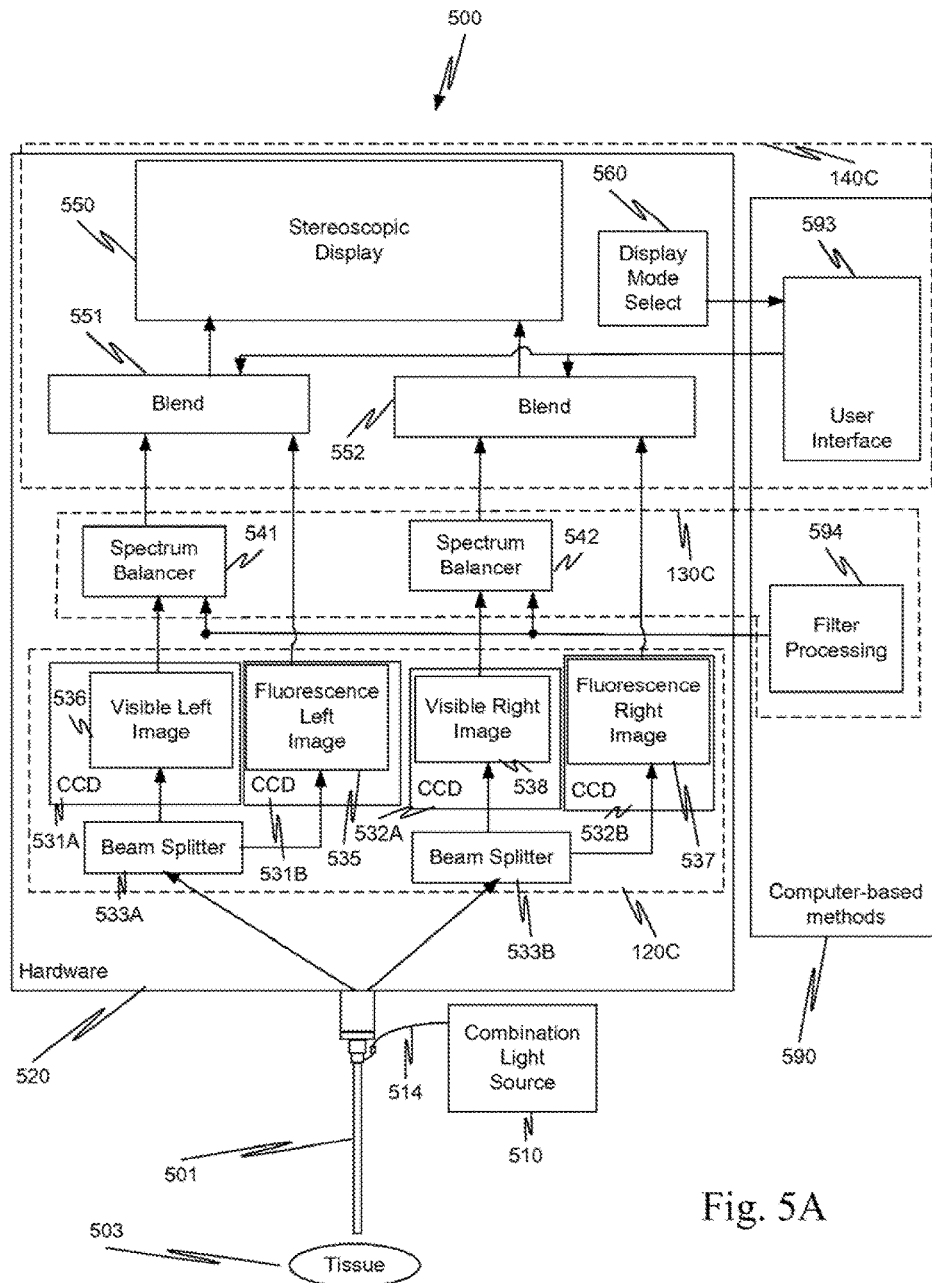 500
140C
560
593
550
Stereoscopic
Display
Display
Mode
Select
551
Blend
552
Blend
User
Interface
541
Spectrum
Balancer
542
Spectrum
Balancer
130C
594
Filter
Processing
536
Visible Left
Image
Fluorescence
Left
Image
Visible Right
Image
Fluorescence
Right
Image
CCD
CCD
CCD
538
CCD
531A
Beam Splitter
531B
535
532A
Beam Splitter
532B
537
533A
533B
120C
Computer-based
methods
Hardware
520
514
Combination
Light
Source
590
501
510
503
Tissue
Fig. 5A